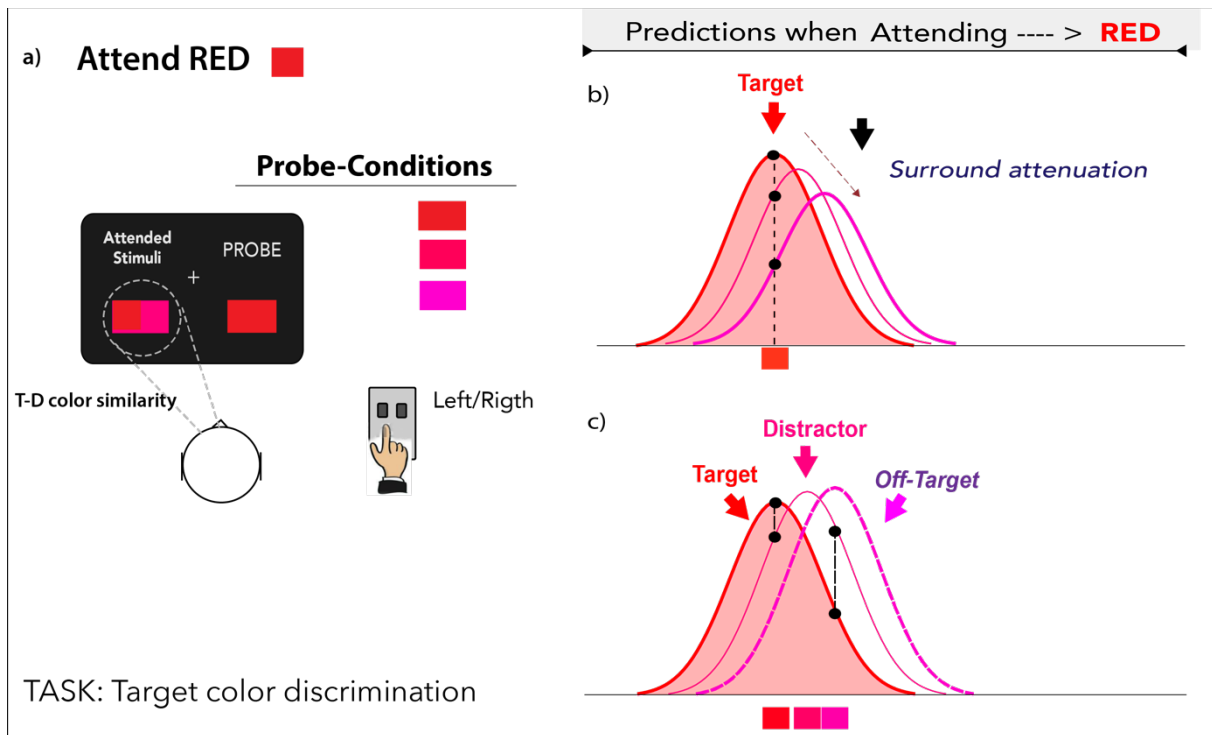 a) Attend RED
Probe-Conditions
Attended
Stimuli
PROBE
+
T-D color similarity
Left/Rigth
TASK: Target color discrimination
Predictions when Attending ---- > RED
b)
Target
Surround attenuation
c)
Distractor
Target
Off-Target